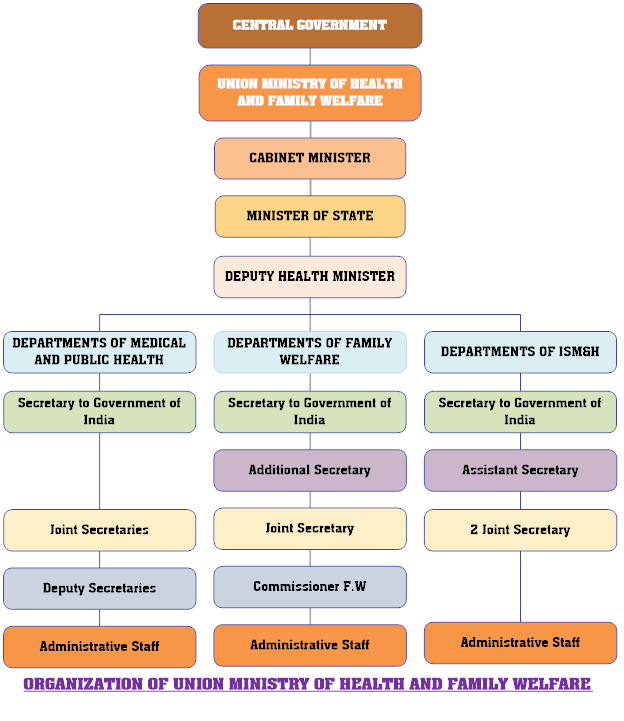 CENTRAL GOVERNMENT
UNION MINISTRY OF HEALTH
AND FAMILY WELFARE
CABINET MINISTER
MINISTER OF STATE
DEPUTY HEALTH MINISTER
DEPARTMENTS OF MEDICAL
AND PUBLIC HEALTH
Secretary to Government of
India
Joint Secretaries
Deputy Secretaries
Administrative Staff
DEPARTMENTS OF FAMILY
WELFARE
Secretary to Government of
India
Additional Secretary
Joint Secretary
Commissioner F.W
Administrative Staff
DEPARTMENTS OF ISM&H
Secretary to Government of
India
Assistant Secretary
2 Joint Secretary
Administrative Staff
ORGANIZATION OF UNION MINISTRY OF HEALTH AND FAMILY WELFARE